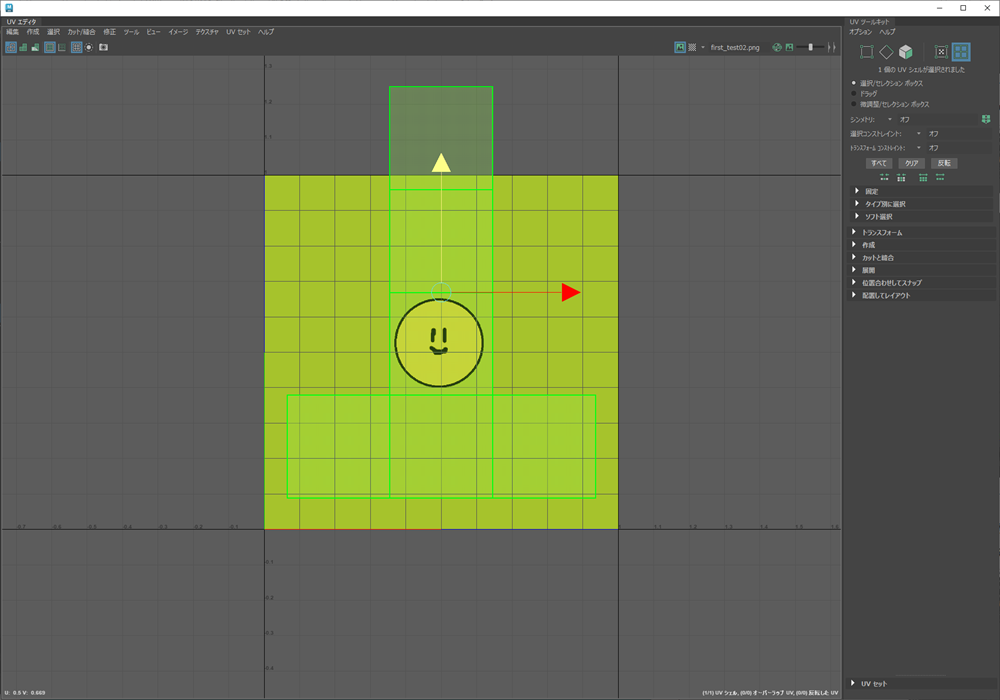 UV エディタ
編集 作成 選択 カット/縫合 修正 ツール ビュー イメージ テクスチャ UV セット ヘルプ
first_test02.png
UV ツールキット
オプション ヘルプ
1 個の UV シェルが選択されました
選択/セレクション ボックス
ドラッグ
微調整/セレクション ボックス
シンメトリ: オフ
選択コンストレイント: オフ
トランスフォーム コンストレイント: オフ
すべて クリア 反転
固定
タイプ別に選択
ソフト選択
トランスフォーム
作成
カットと縫合
展開
位置合わせしてスナップ
配置してレイアウト
UV セット
1.3
1.2
1.1
1
-0.7 -0.6 -0.5 -0.4 -0.3 -0.2 -0.1 1 1.1 1.2 1.3 1.4 1.5 1.6
-0.1
-0.2
-0.3
-0.4
U: 0.5 V: 0.669
(1/1) UV シェル, (0/0) オーバーラップ UV, (0/0) 反転した UV